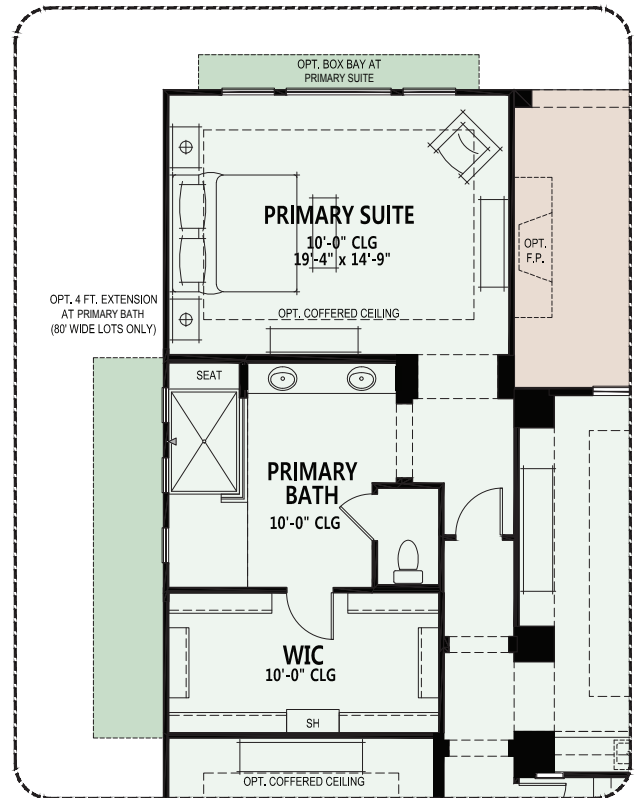 OPT. BOX BAY AT
PRIMARY SUITE
PRIMARY SUITE
10'-0" CLG
19'-4" x 14'-9"
OPT.
F.P.
OPT. 4 FT. EXTENSION
AT PRIMARY BATH
(80' WIDE LOTS ONLY)
OPT. COFFERED CEILING
SEAT
PRIMARY
BATH
10'-0" CLG
WIC
10'-0" CLG
SH
OPT. COFFERED CEILING